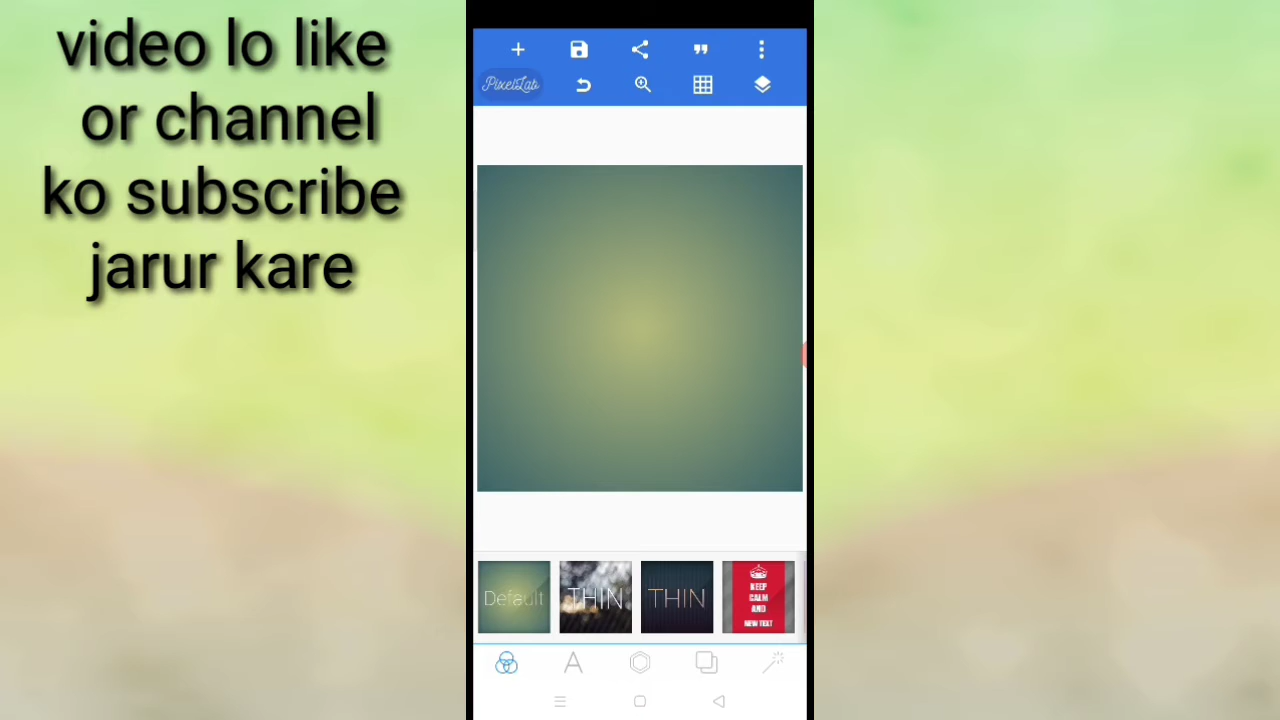 video lo like
or channel
ko subscribe
jarur kare
PixelLab
Default
THIN
THIN
KEEP
CALM
AND
NEW TEXT